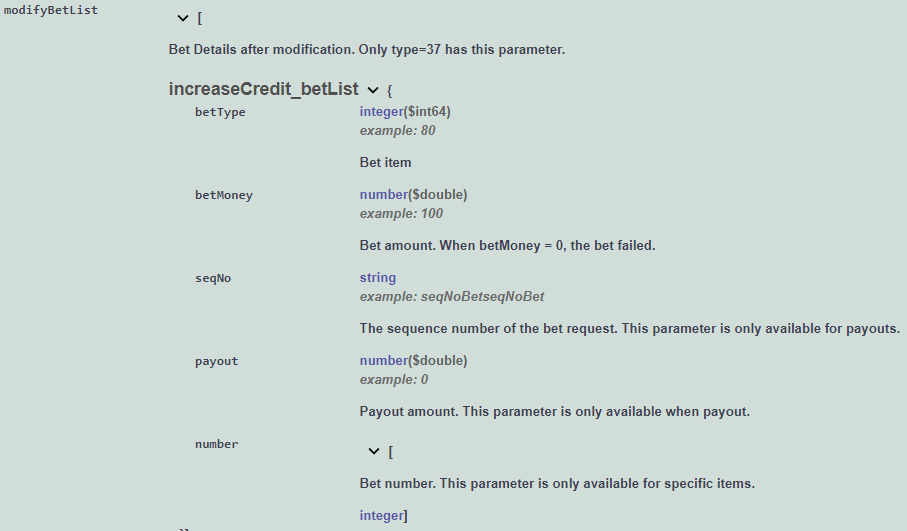 modifyBetList
[
Bet Details after modification. Only type=37 has this parameter.
increaseCredit_betList {
betType integer($int64)
example: 80
Bet item
betMoney number($double)
example: 100
Bet amount. When betMoney = 0, the bet failed.
seqNo string
example: seqNoBetseqNoBet
The sequence number of the bet request. This parameter is only available for payouts.
payout number($double)
example: 0
Payout amount. This parameter is only available when payout.
number [
Bet number. This parameter is only available for specific items.
integer]